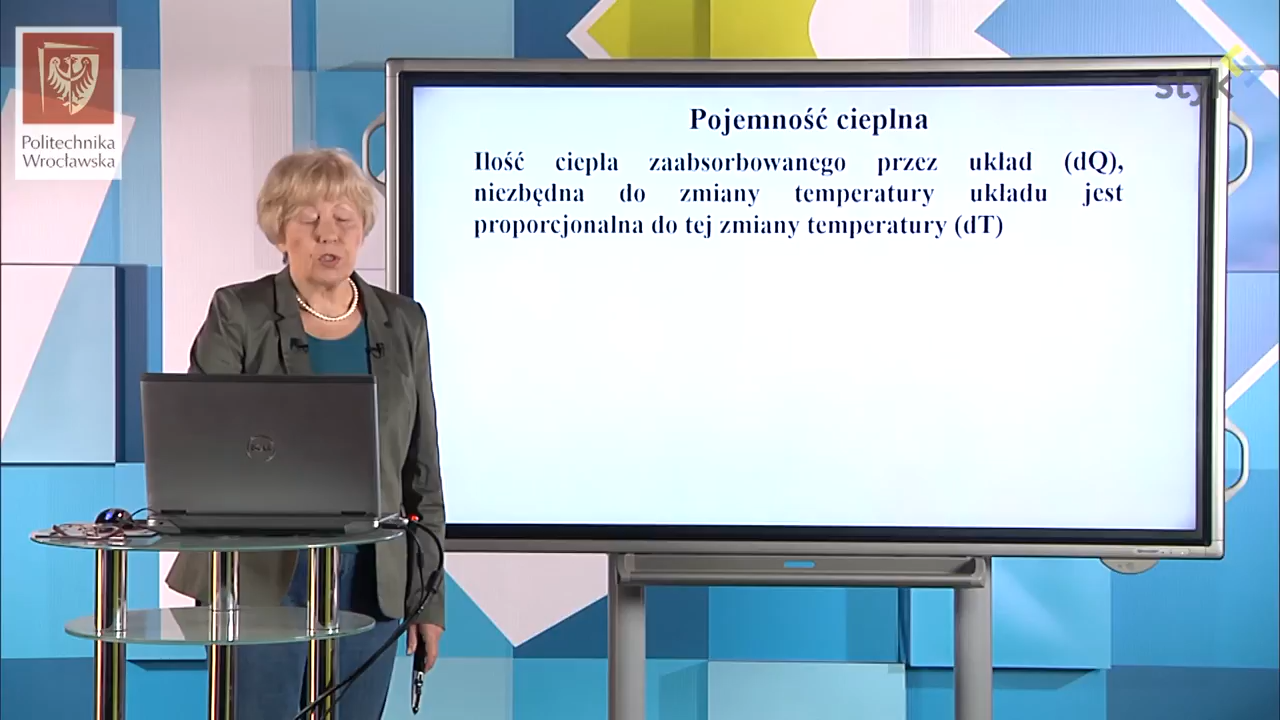 Politechnika
Wrocławska
styk
Pojemność cieplna
Ilość ciepła zaabsorbowanego przez układ (dQ),
niezbędna do zmiany temperatury układu jest
proporcjonalna do tej zmiany temperatury (dT)